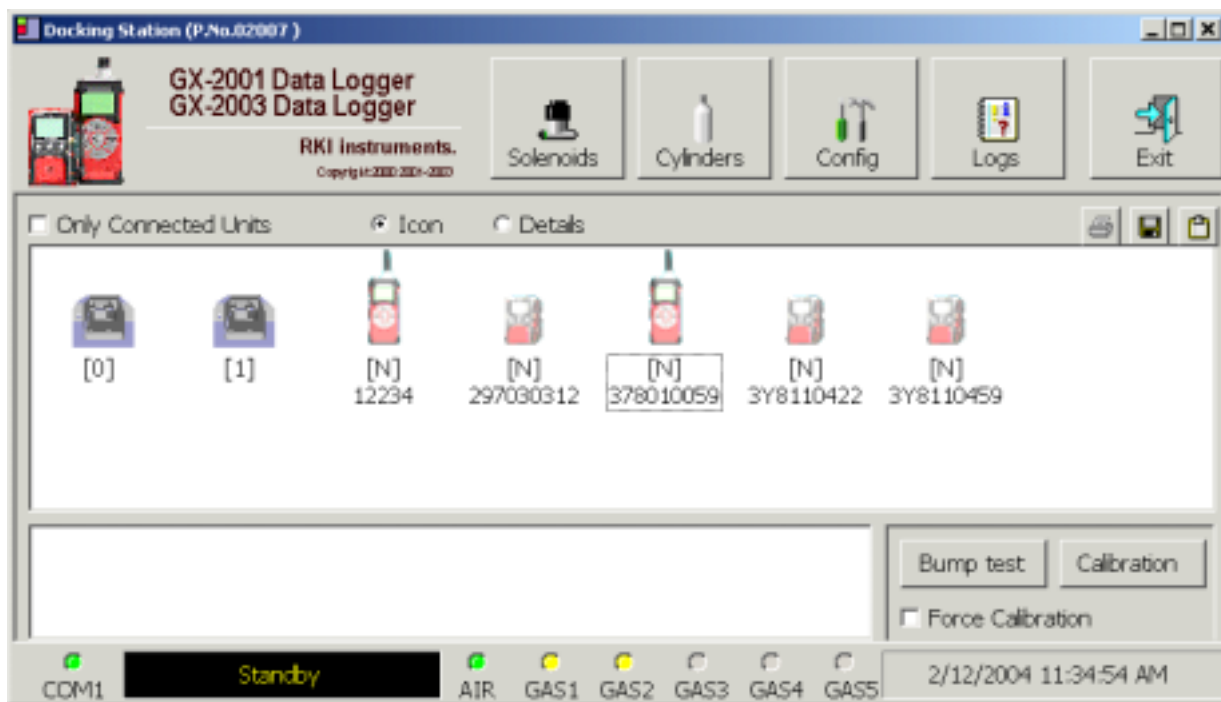 Docking Station (P.No.02007 )
GX-2001 Data Logger
GX-2003 Data Logger
RKI instruments.
Solenoids
Cylinders
Config
Logs
Exit
Only Connected Units
Icon
Details
[0]
[1]
[N]
12234
[N]
297030312
[N]
378010059
[N]
3Y8110422
[N]
3Y8110459
Bump test
Calibration
Force Calibration
COM1
Standby
AIR
GAS1
GAS2
GAS3
GAS4
GAS5
2/12/2004 11:34:54 AM